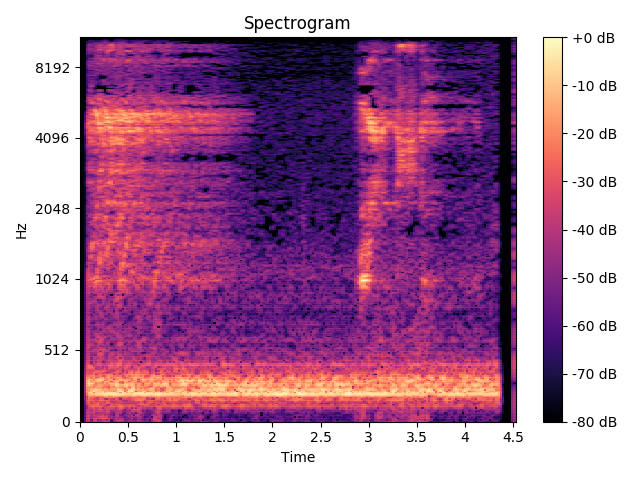 Spectrogram
8192
4096
2048
1024
512
0
Hz
0 0.5 1 1.5 2 2.5 3 3.5 4 4.5
Time
+0 dB
-10 dB
-20 dB
-30 dB
-40 dB
-50 dB
-60 dB
-70 dB
-80 dB